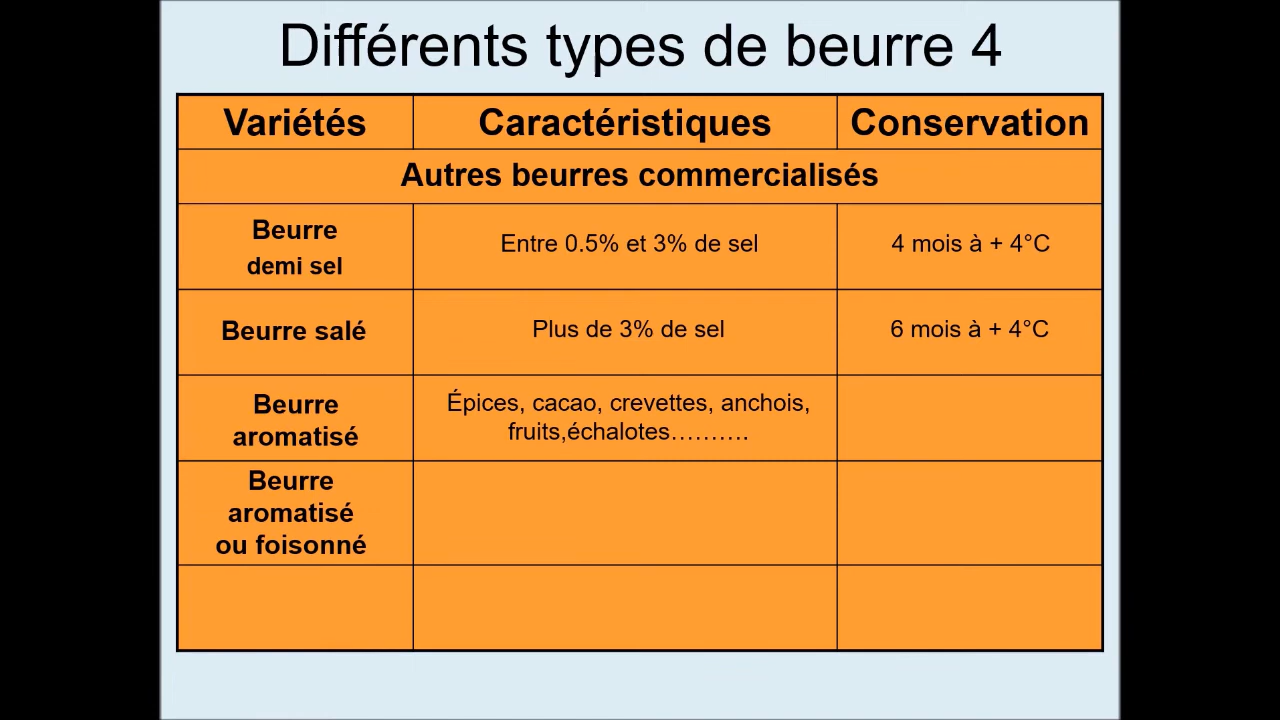 Différents types de beurre 4
Variétés Caractéristiques Conservation
Autres beurres commercialisés
Beurre
demi sel
Entre 0.5% et 3% de sel
4 mois à + 4°C
Beurre salé
Plus de 3% de sel
6 mois à + 4°C
Beurre
aromatisé
Épices, cacao, crevettes, anchois,
fruits,échalotes……….
Beurre
aromatisé
ou foisonné